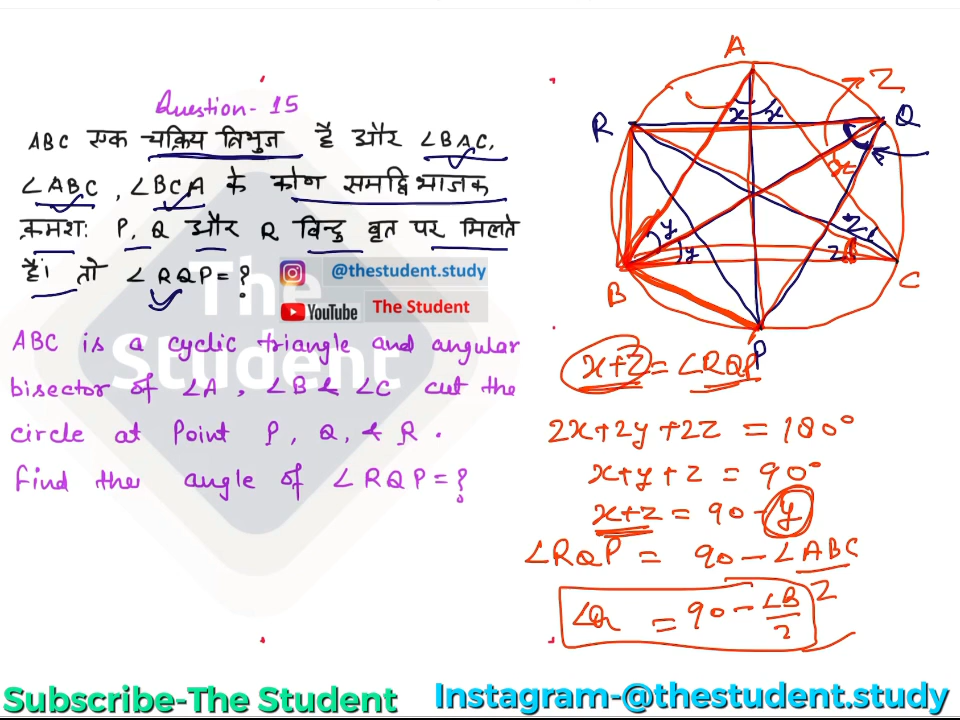 Question-15
ABC एक चक्रिय त्रिभुज है और ∠BAC,
∠ABC, ∠BCA के कोण समद्विभाजक
क्रमशः P, Q और R बिन्दु वृत पर मिलते
है। तो ∠RQP=?
@thestudent.study
YouTube The Student
The
Student
ABC is a cyclic triangle and angular
bisector of ∠A, ∠B & ∠C cut the
circle at Point P, Q, & R.
find the angle of ∠RQP=?
A
Z
R
Q
x x
x
z
y
y
z
z
B
C
P
x+z = ∠RQP
2x+2y+2z = 180°
x+y+z = 90°
x+z = 90-y
∠RQP = 90-∠ABC
2
∠Q = 90-∠B/2
Subscribe-The Student
Instagram-@thestudent.study